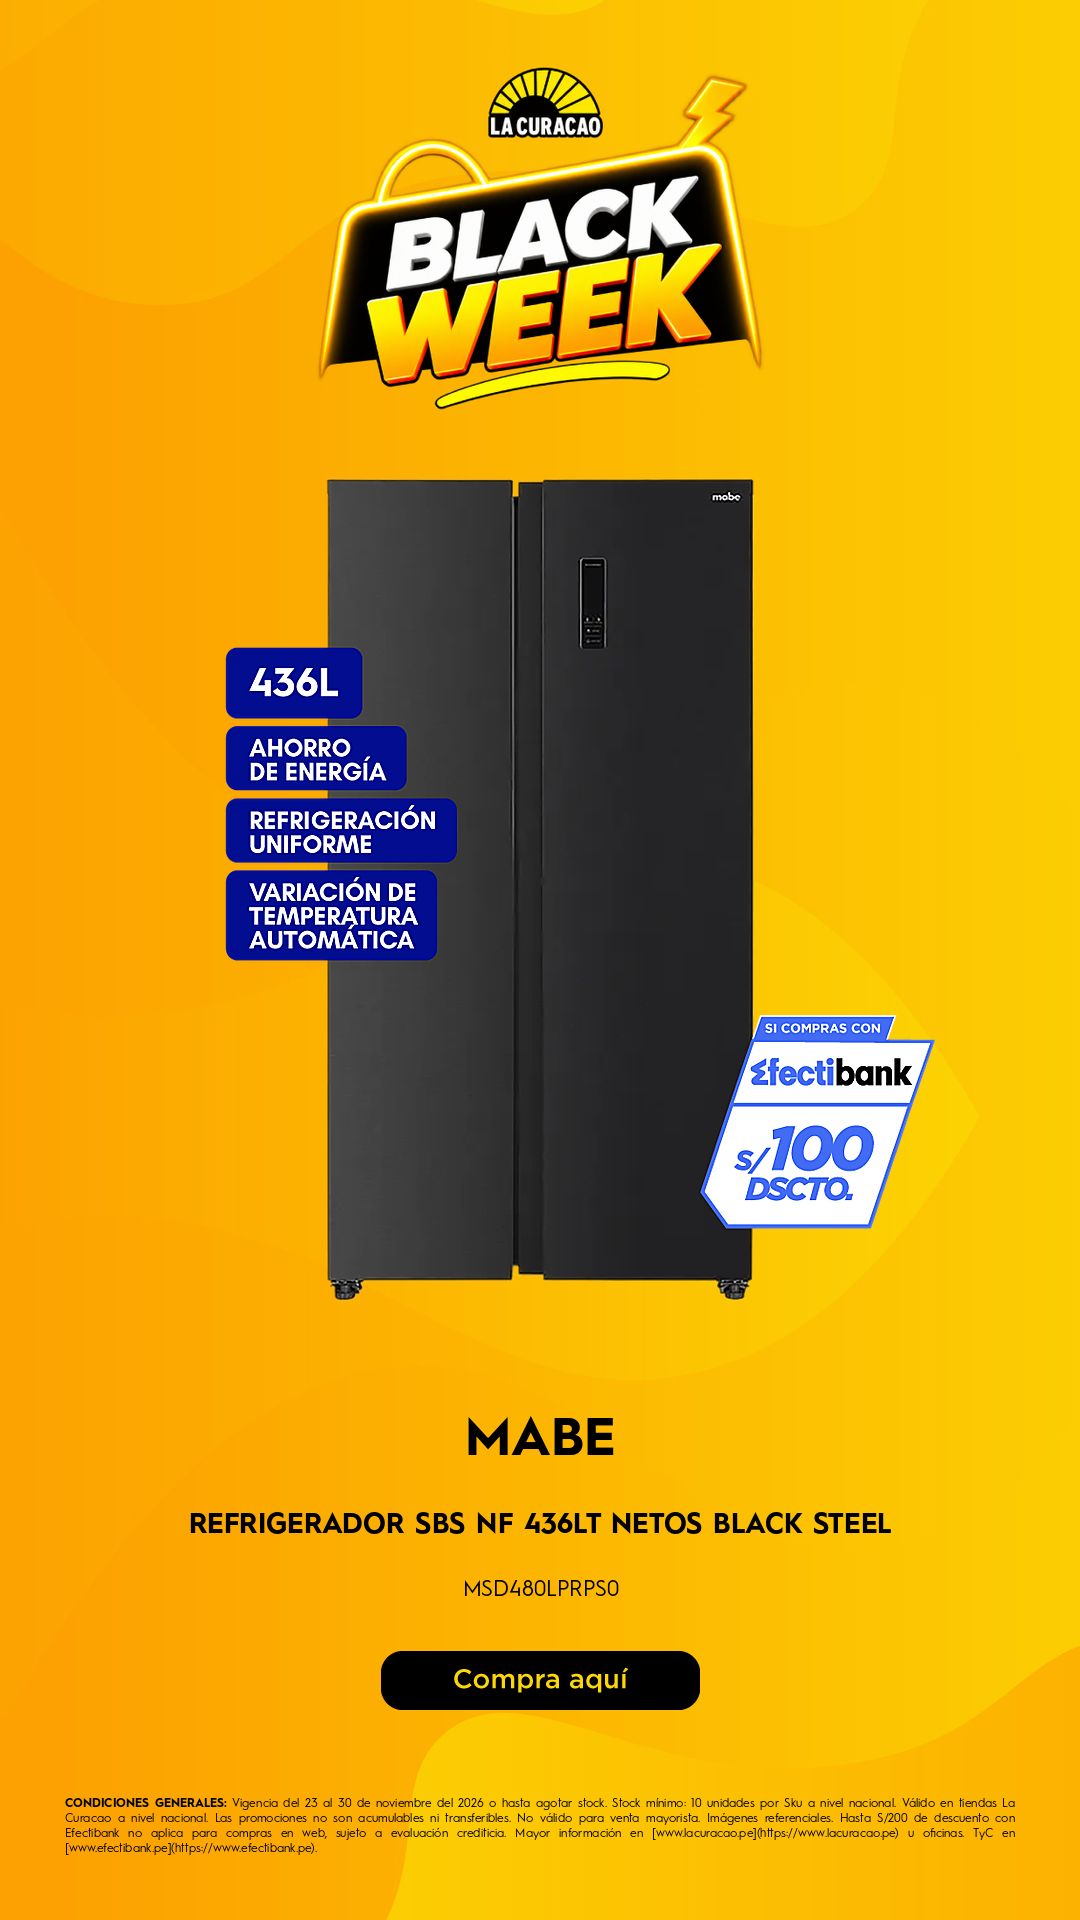 LA CURACAO
BLACK
WEEK
mabe
436L
AHORRO
DE ENERGÍA
REFRIGERACIÓN
UNIFORME
VARIACIÓN DE
TEMPERATURA
AUTOMÁTICA
SI COMPRAS CON
Efectibank
S/100
DSCTO.
MABE
REFRIGERADOR SBS NF 436LT NETOS BLACK STEEL
MSD480LPRPS0
Compra aquí
CONDICIONES GENERALES: Vigencia del 23 al 30 de noviembre del 2026 o hasta agotar stock. Stock mínimo: 10 unidades por Sku a nivel nacional. Válido en tiendas La
Curacao a nivel nacional. Las promociones no son acumulables ni transferibles. No válido para venta mayorista. Imágenes referenciales. Hasta S/200 de descuento con
Efectibank no aplica para compras en web, sujeto a evaluación crediticia. Mayor información en [www.lacuracao.pe](https://www.lacuracao.pe) u oficinas. TyC en
[www.efectibank.pe](https://www.efectibank.pe).